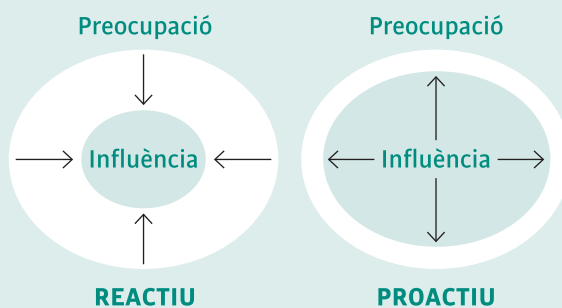 Preocupació
Influència
REACTIU
Preocupació
Influència
PROACTIU